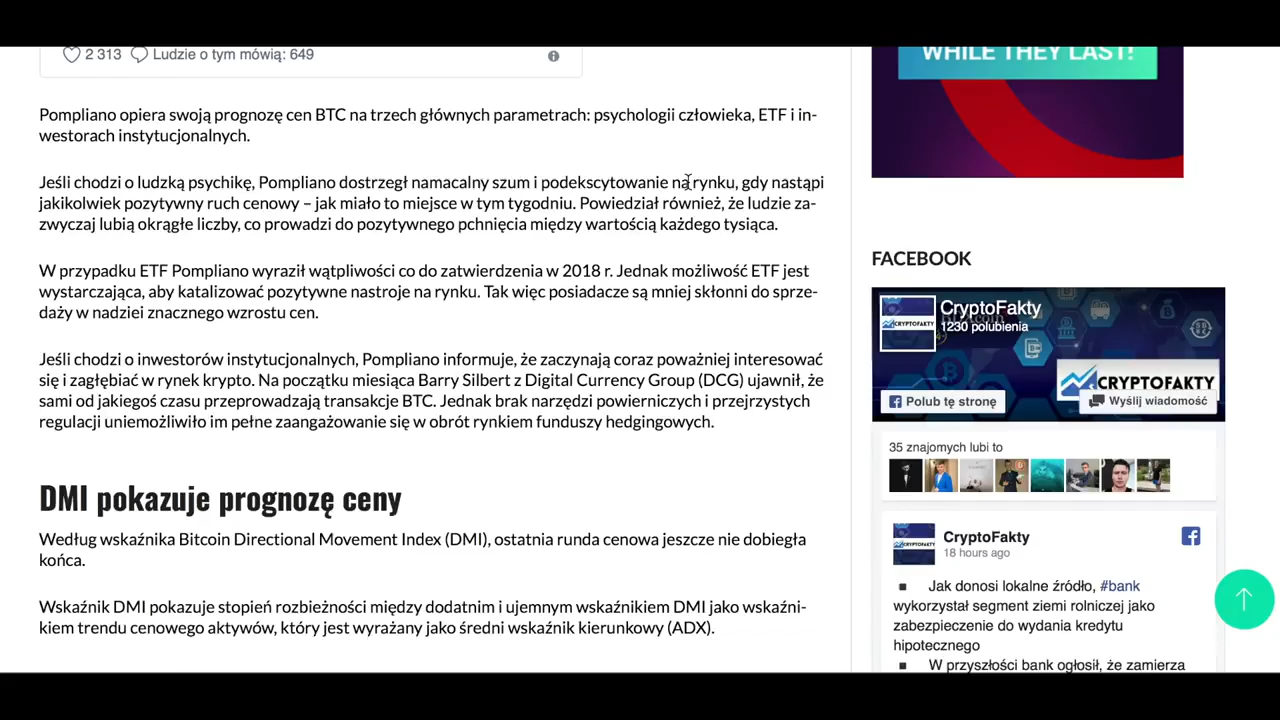 WHILE THEY LAST!
2 313 Ludzie o tym mówią: 649
Pompliano opiera swoją prognozę cen BTC na trzech głównych parametrach: psychologii człowieka, ETF i in-
westorach instytucjonalnych.
Jeśli chodzi o ludzką psychikę, Pompliano dostrzegł namacalny szum i podekscytowanie na rynku, gdy nastąpi
jakikolwiek pozytywny ruch cenowy – jak miało to miejsce w tym tygodniu. Powiedział również, że ludzie za-
zwyczaj lubią okrągłe liczby, co prowadzi do pozytywnego pchnięcia między wartością każdego tysiąca.
W przypadku ETF Pompliano wyraził wątpliwości co do zatwierdzenia w 2018 r. Jednak możliwość ETF jest
wystarczająca, aby katalizować pozytywne nastroje na rynku. Tak więc posiadacze są mniej skłonni do sprze-
daży w nadziei znacznego wzrostu cen.
Jeśli chodzi o inwestorów instytucjonalnych, Pompliano informuje, że zaczynają coraz poważniej interesować
się i zagłębiać w rynek krypto. Na początku miesiąca Barry Silbert z Digital Currency Group (DCG) ujawnił, że
sami od jakiegoś czasu przeprowadzają transakcje BTC. Jednak brak narzędzi powierniczych i przejrzystych
regulacji uniemożliwiło im pełne zaangażowanie się w obrót rynkiem funduszy hedgingowych.
DMI pokazuje prognozę ceny
Według wskaźnika Bitcoin Directional Movement Index (DMI), ostatnia runda cenowa jeszcze nie dobiegła
końca.
Wskaźnik DMI pokazuje stopień rozbieżności między dodatnim i ujemnym wskaźnikiem DMI jako wskaźni-
kiem trendu cenowego aktywów, który jest wyrażany jako średni wskaźnik kierunkowy (ADX).
FACEBOOK
CryptoFakty
1230 polubienia
CRYPTOFAKTY
CRYPTOFAKTY
Polub tę stronę
Wyślij wiadomość
35 znajomych lubi to
CRYPTOFAKTY
CryptoFakty
18 hours ago
Jak donosi lokalne źródło, #bank
wykorzystał segment ziemi rolniczej jako
zabezpieczenie do wydania kredytu
hipotecznego
W przyszłości bank ogłosił, że zamierza